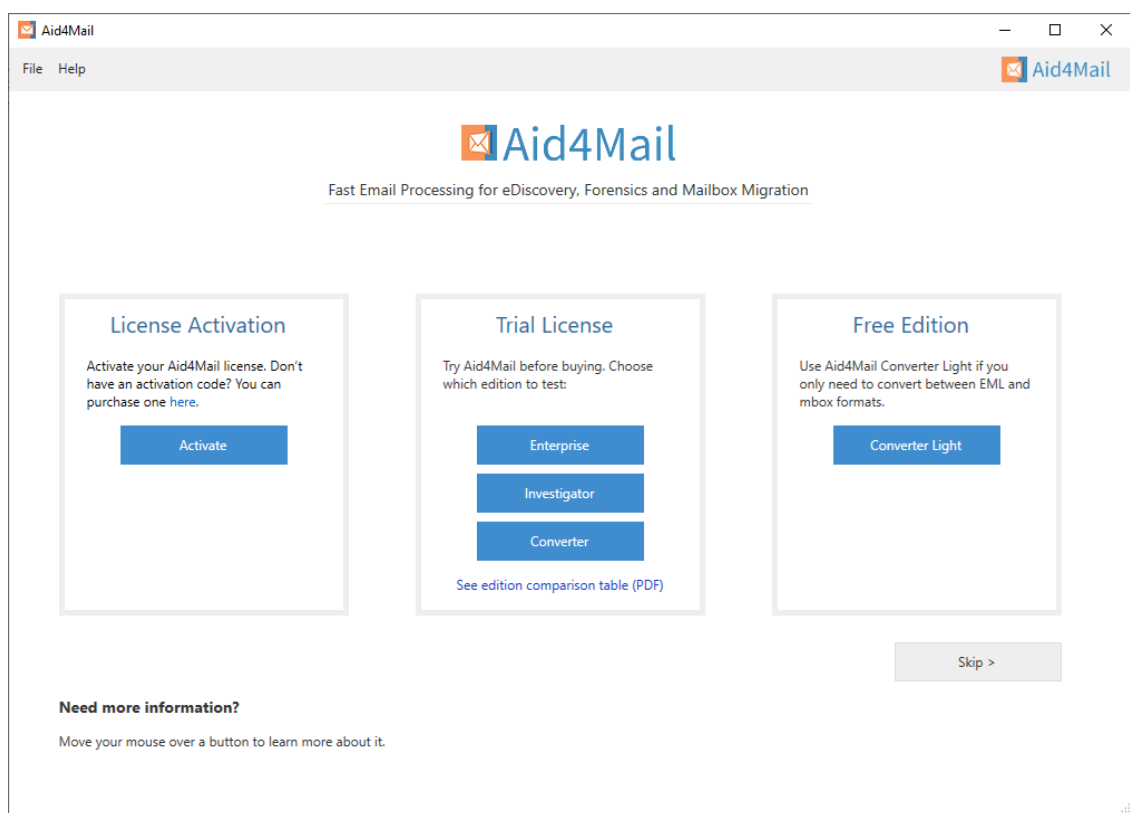 Aid4Mail
File Help
Aid4Mail
Aid4Mail
Fast Email Processing for eDiscovery, Forensics and Mailbox Migration
License Activation
Activate your Aid4Mail license. Don't
have an activation code? You can
purchase one here.
Activate
Trial License
Try Aid4Mail before buying. Choose
which edition to test:
Enterprise
Investigator
Converter
See edition comparison table (PDF)
Free Edition
Use Aid4Mail Converter Light if you
only need to convert between EML and
mbox formats.
Converter Light
Skip >
Need more information?
Move your mouse over a button to learn more about it.